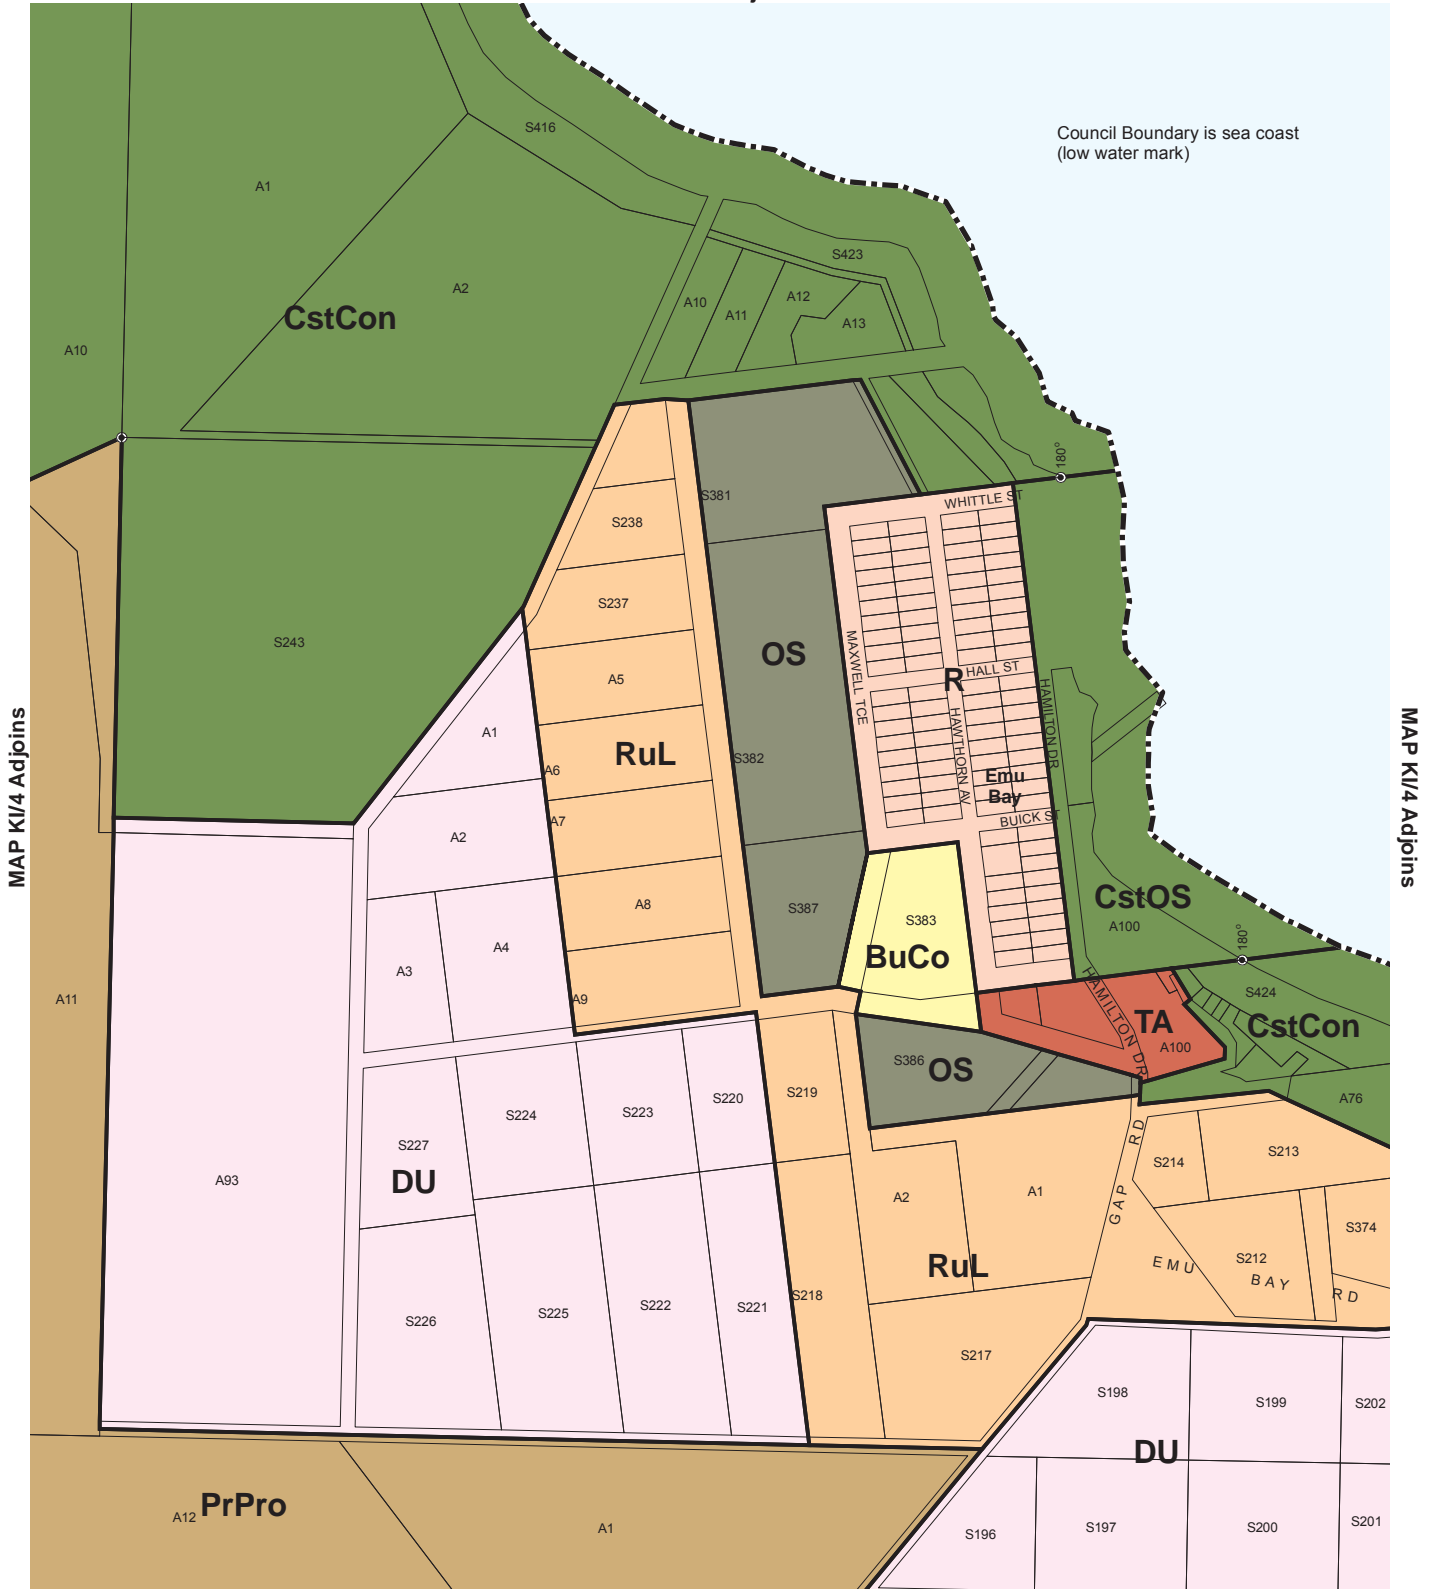 Council Boundary is sea coast
(low water mark)
S416
A1
S423
A2
A10
A11
A12
A13
CstCon
A10
180°
S381
WHITTLE ST
S238
S237
S243
OS
MAXWELL TCE
R
HALL ST
HAMILTON DR
HAWTHORN AV
A5
A1
RuL
S382
A6
Emu
Bay
MAP KI/4 Adjoins
MAP KI/4 Adjoins
A7
BUICK ST
A2
A8
S387
S383
CstOS
A100
A3
A4
BuCo
180°
A11
A9
HAMILTON DR
S424
TA
CstCon
A100
S386
OS
S219
S220
S223
S224
S227
A76
GAP RD
S214
S213
A93
DU
A2
A1
S374
RuL
EMU BAY RD
S212
S218
S221
S222
S225
S226
S217
S198
S199
S202
DU
PrPro
A12
A1
S196
S197
S200
S201